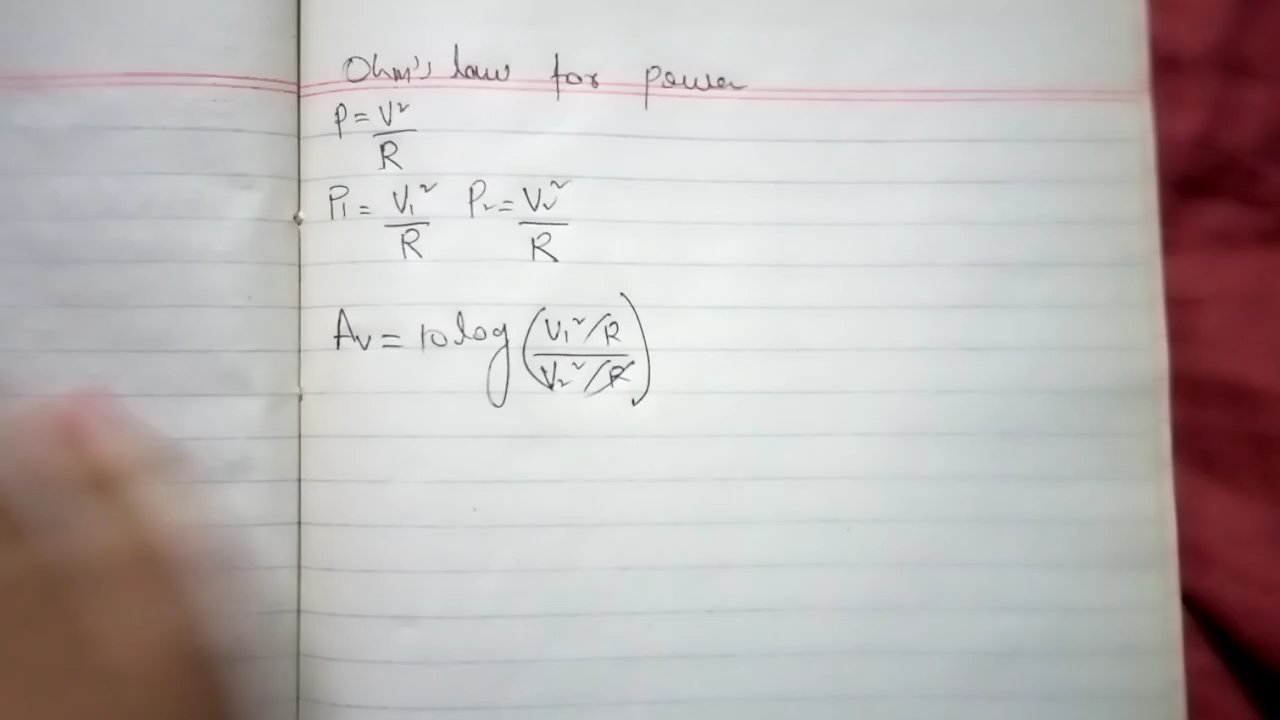 Ohm's law for power
P = V²/R
P₁ = V₁²/R P₂ = V₂²/R
Aᵥ = 10 log ((V₁²/R)/(V₂²/R))